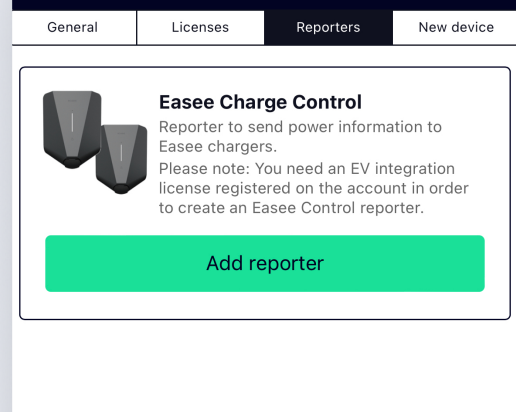 General
Licenses
Reporters
New device
Easee Charge Control
Reporter to send power information to
Easee chargers.
Please note: You need an EV integration
license registered on the account in order
to create an Easee Control reporter.
Add reporter